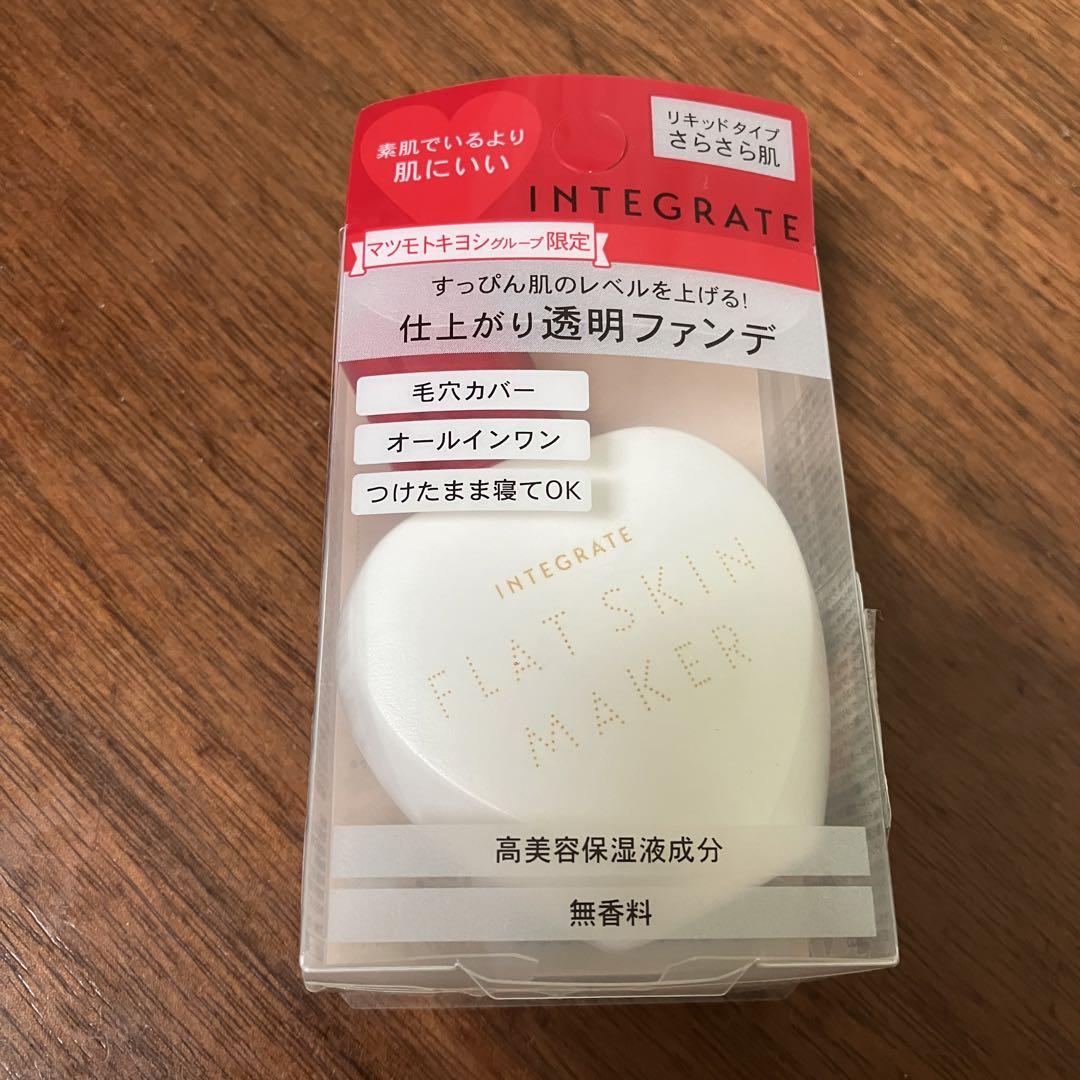 素肌でいるより
肌にいい
リキッドタイプ
さらさら肌
INTEGRATE
マツモトキヨシグループ限定
すっぴん肌のレベルを上げる!
仕上がり透明ファンデ
毛穴カバー
オールインワン
つけたまま寝てOK
INTEGRATE
FLAT SKIN
MAKER
高美容保湿液成分
無香料